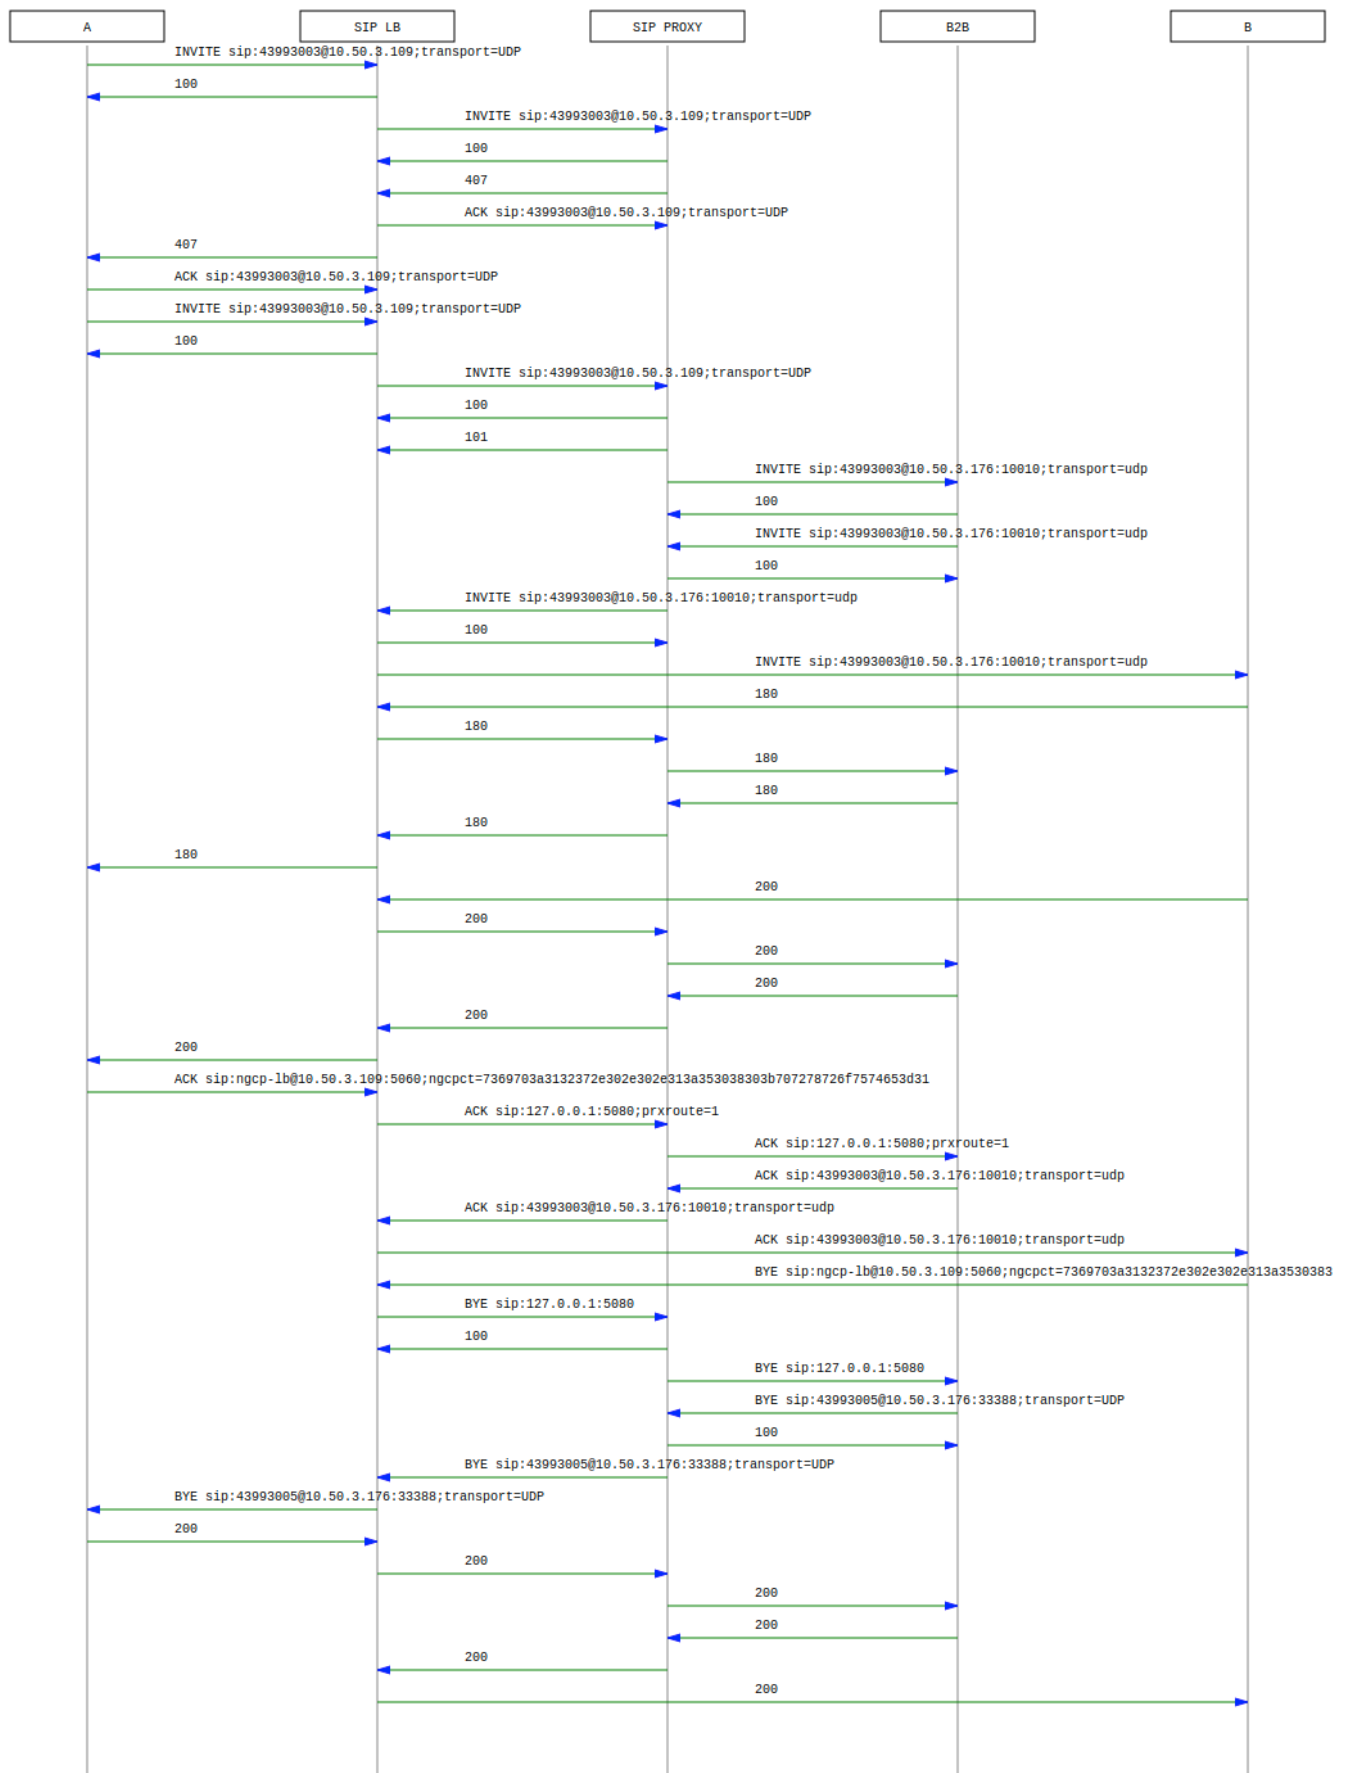 A
SIP LB
SIP PROXY
B2B
B
INVITE sip:43993003@10.50.3.109;transport=UDP
100
INVITE sip:43993003@10.50.3.109;transport=UDP
100
407
ACK sip:43993003@10.50.3.109;transport=UDP
407
ACK sip:43993003@10.50.3.109;transport=UDP
INVITE sip:43993003@10.50.3.109;transport=UDP
100
INVITE sip:43993003@10.50.3.109;transport=UDP
100
101
INVITE sip:43993003@10.50.3.176:10010;transport=udp
100
INVITE sip:43993003@10.50.3.176:10010;transport=udp
100
INVITE sip:43993003@10.50.3.176:10010;transport=udp
100
INVITE sip:43993003@10.50.3.176:10010;transport=udp
180
180
180
180
180
180
200
200
200
200
200
200
ACK sip:ngcp-lb@10.50.3.109:5060;ngcpct=7369703a3132372e302e302e313a353038303b707278726f7574653d31
ACK sip:127.0.0.1:5080;prxroute=1
ACK sip:127.0.0.1:5080;prxroute=1
ACK sip:43993003@10.50.3.176:10010;transport=udp
ACK sip:43993003@10.50.3.176:10010;transport=udp
ACK sip:43993003@10.50.3.176:10010;transport=udp
BYE sip:ngcp-lb@10.50.3.109:5060;ngcpct=7369703a3132372e302e302e313a3530383
BYE sip:127.0.0.1:5080
100
BYE sip:127.0.0.1:5080
BYE sip:43993005@10.50.3.176:33388;transport=UDP
100
BYE sip:43993005@10.50.3.176:33388;transport=UDP
BYE sip:43993005@10.50.3.176:33388;transport=UDP
200
200
200
200
200
200